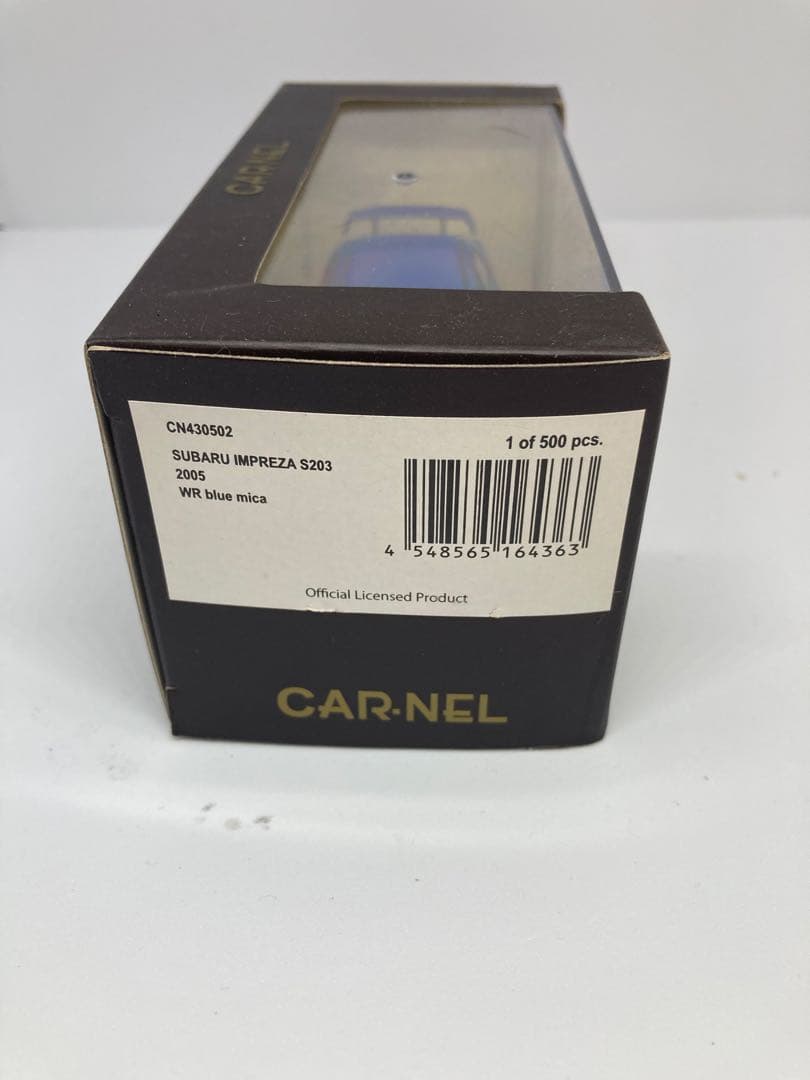 CAR·NEL
CN430502
1 of 500 pcs.
SUBARU IMPREZA S203
2005
WR blue mica
4 548565 164363
Official Licensed Product
CAR·NEL